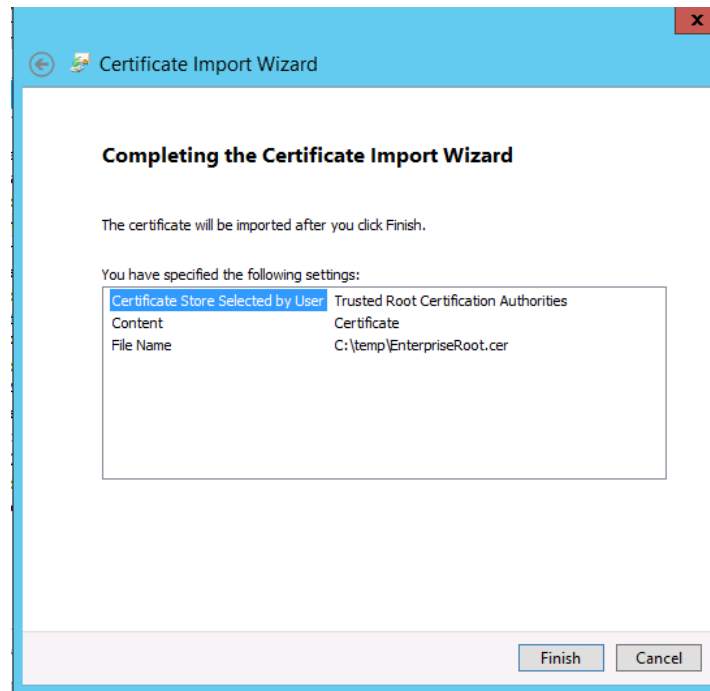 x
Certificate Import Wizard
Completing the Certificate Import Wizard
The certificate will be imported after you click Finish.
You have specified the following settings:
Certificate Store Selected by User Trusted Root Certification Authorities
Content Certificate
File Name C:\temp\EnterpriseRoot.cer
Finish Cancel